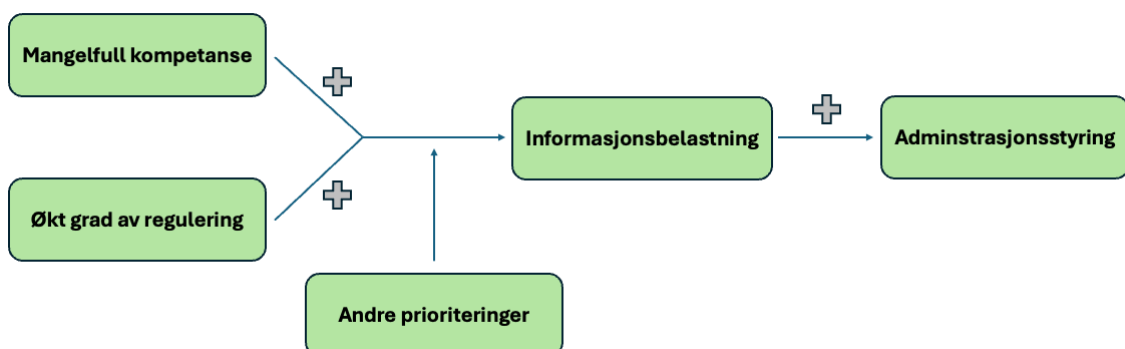 Mangelfull kompetanse
Informasjonsbelastning
Adminstrasjonsstyring
Økt grad av regulering
Andre prioriteringer